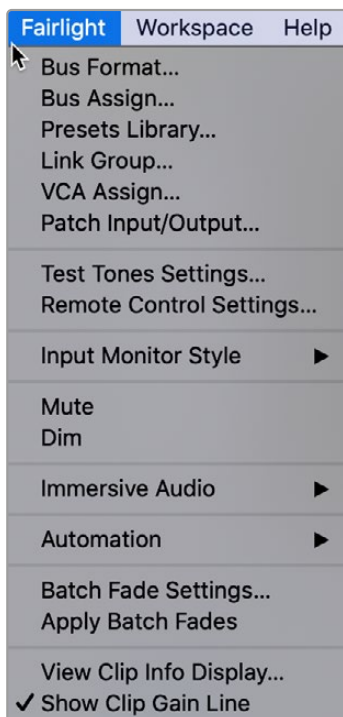 Fairlight Workspace Help
Bus Format...
Bus Assign...
Presets Library...
Link Group...
VCA Assign...
Patch Input/Output...
Test Tones Settings...
Remote Control Settings...
Input Monitor Style
Mute
Dim
Immersive Audio
Automation
Batch Fade Settings...
Apply Batch Fades
View Clip Info Display...
✓ Show Clip Gain Line